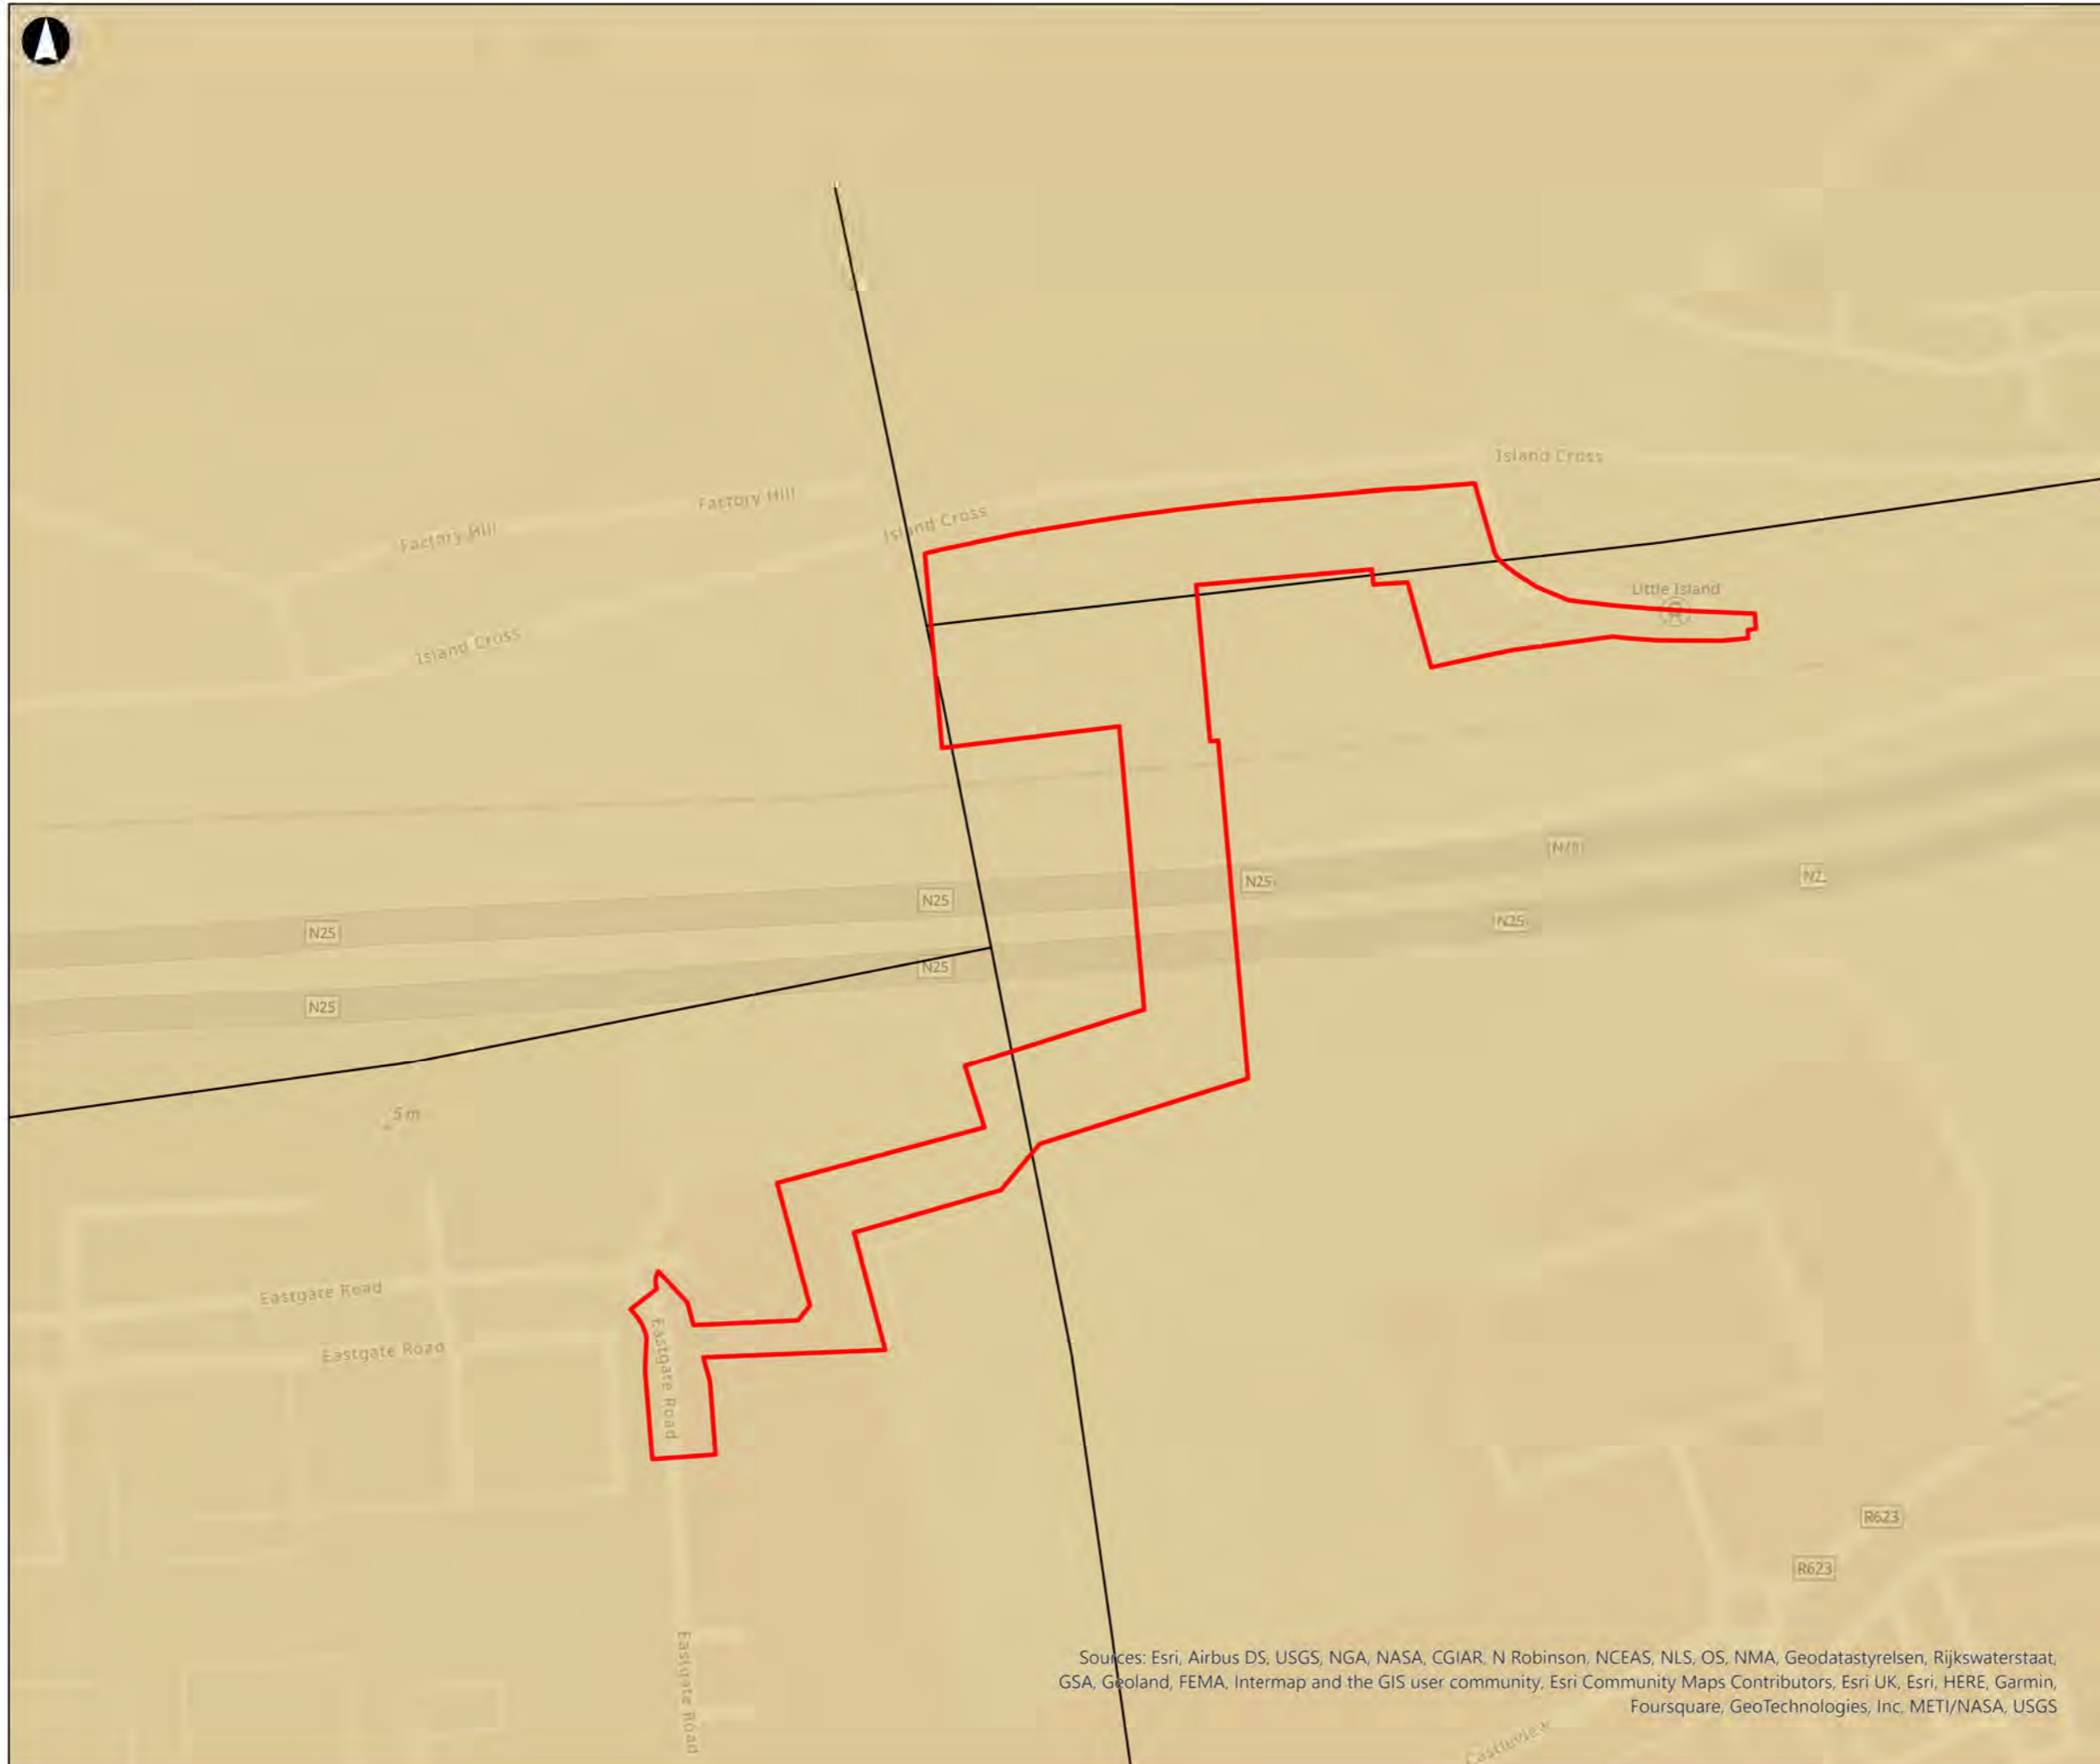 Island Cross
Factory Hill
Island Cross
Factory Hill
Little Island
Island Cross
N25
N25
N25
N25
N25
N25
N25
5 m
Eastgate Road
Eastgate Road
Eastgate Road
R623
R623
Eastgate Road
Sources: Esri, Airbus DS, USGS, NGA, NASA, CGIAR, N Robinson, NCEAS, NLS, OS, NMA, Geodatastyrelsen, Rijkswaterstaat,
GSA, Geoland, FEMA, Intermap and the GIS user community, Esri Community Maps Contributors, Esri UK, Esri, HERE, Garmin,
Foursquare, GeoTechnologies, Inc, METI/NASA, USGS
Castleview